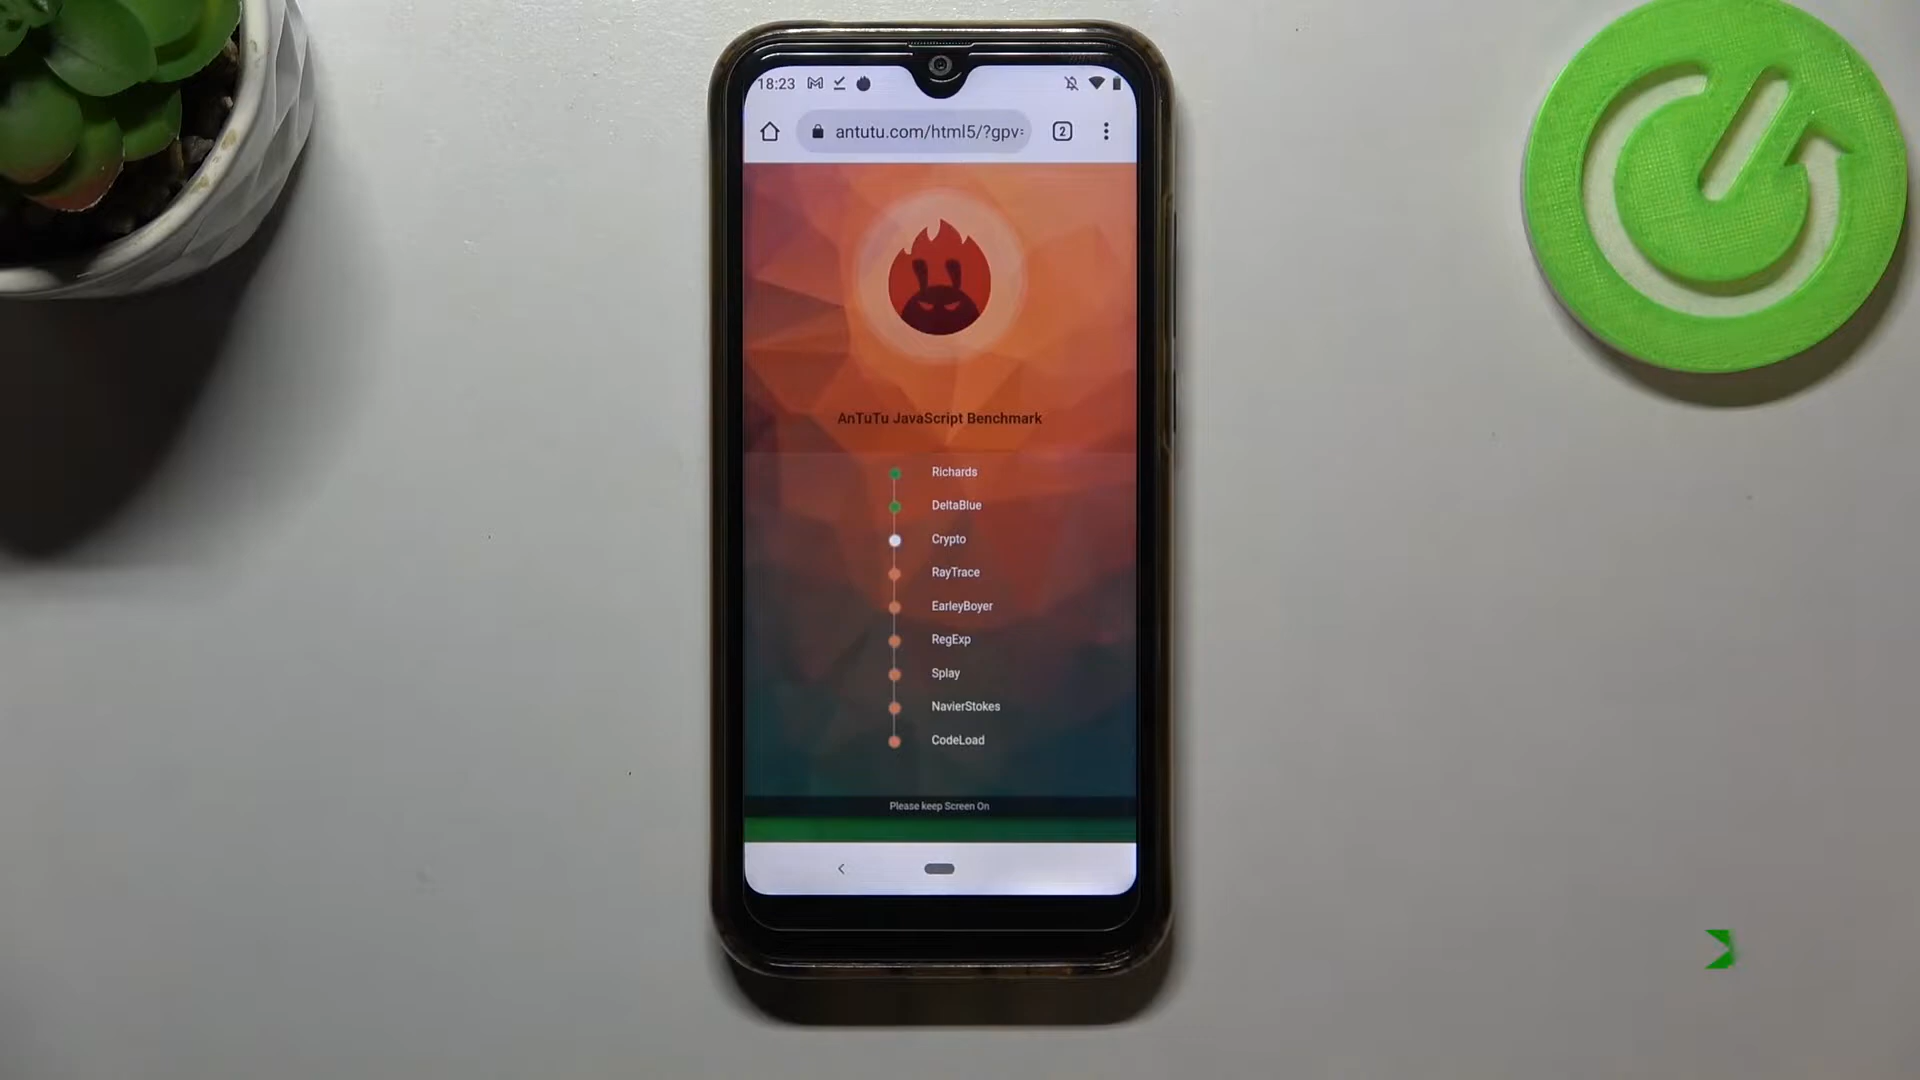 18:23
antutu.com/html5/?gpv=
2
AnTuTu JavaScript Benchmark
Richards
DeltaBlue
Crypto
RayTrace
EarleyBoyer
RegExp
Splay
NavierStokes
CodeLoad
Please keep Screen On